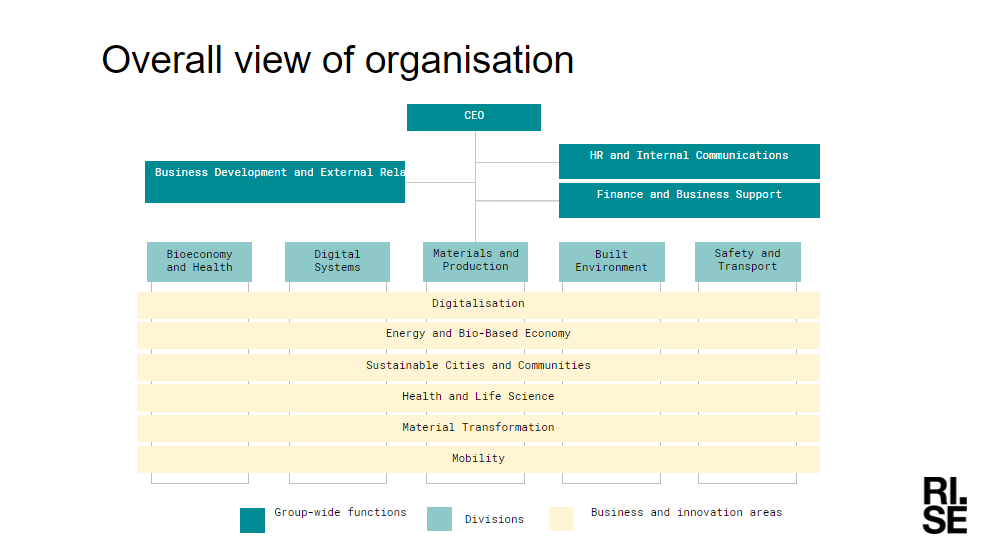 Overall view of organisation
CEO
HR and Internal Communications
Business Development and External Rela
Finance and Business Support
Bioeconomy
and Health
Digital
Systems
Materials and
Production
Built
Environment
Safety and
Transport
Digitalisation
Energy and Bio-Based Economy
Sustainable Cities and Communities
Health and Life Science
Material Transformation
Mobility
Group-wide functions
Divisions
Business and innovation areas
RI.
SE